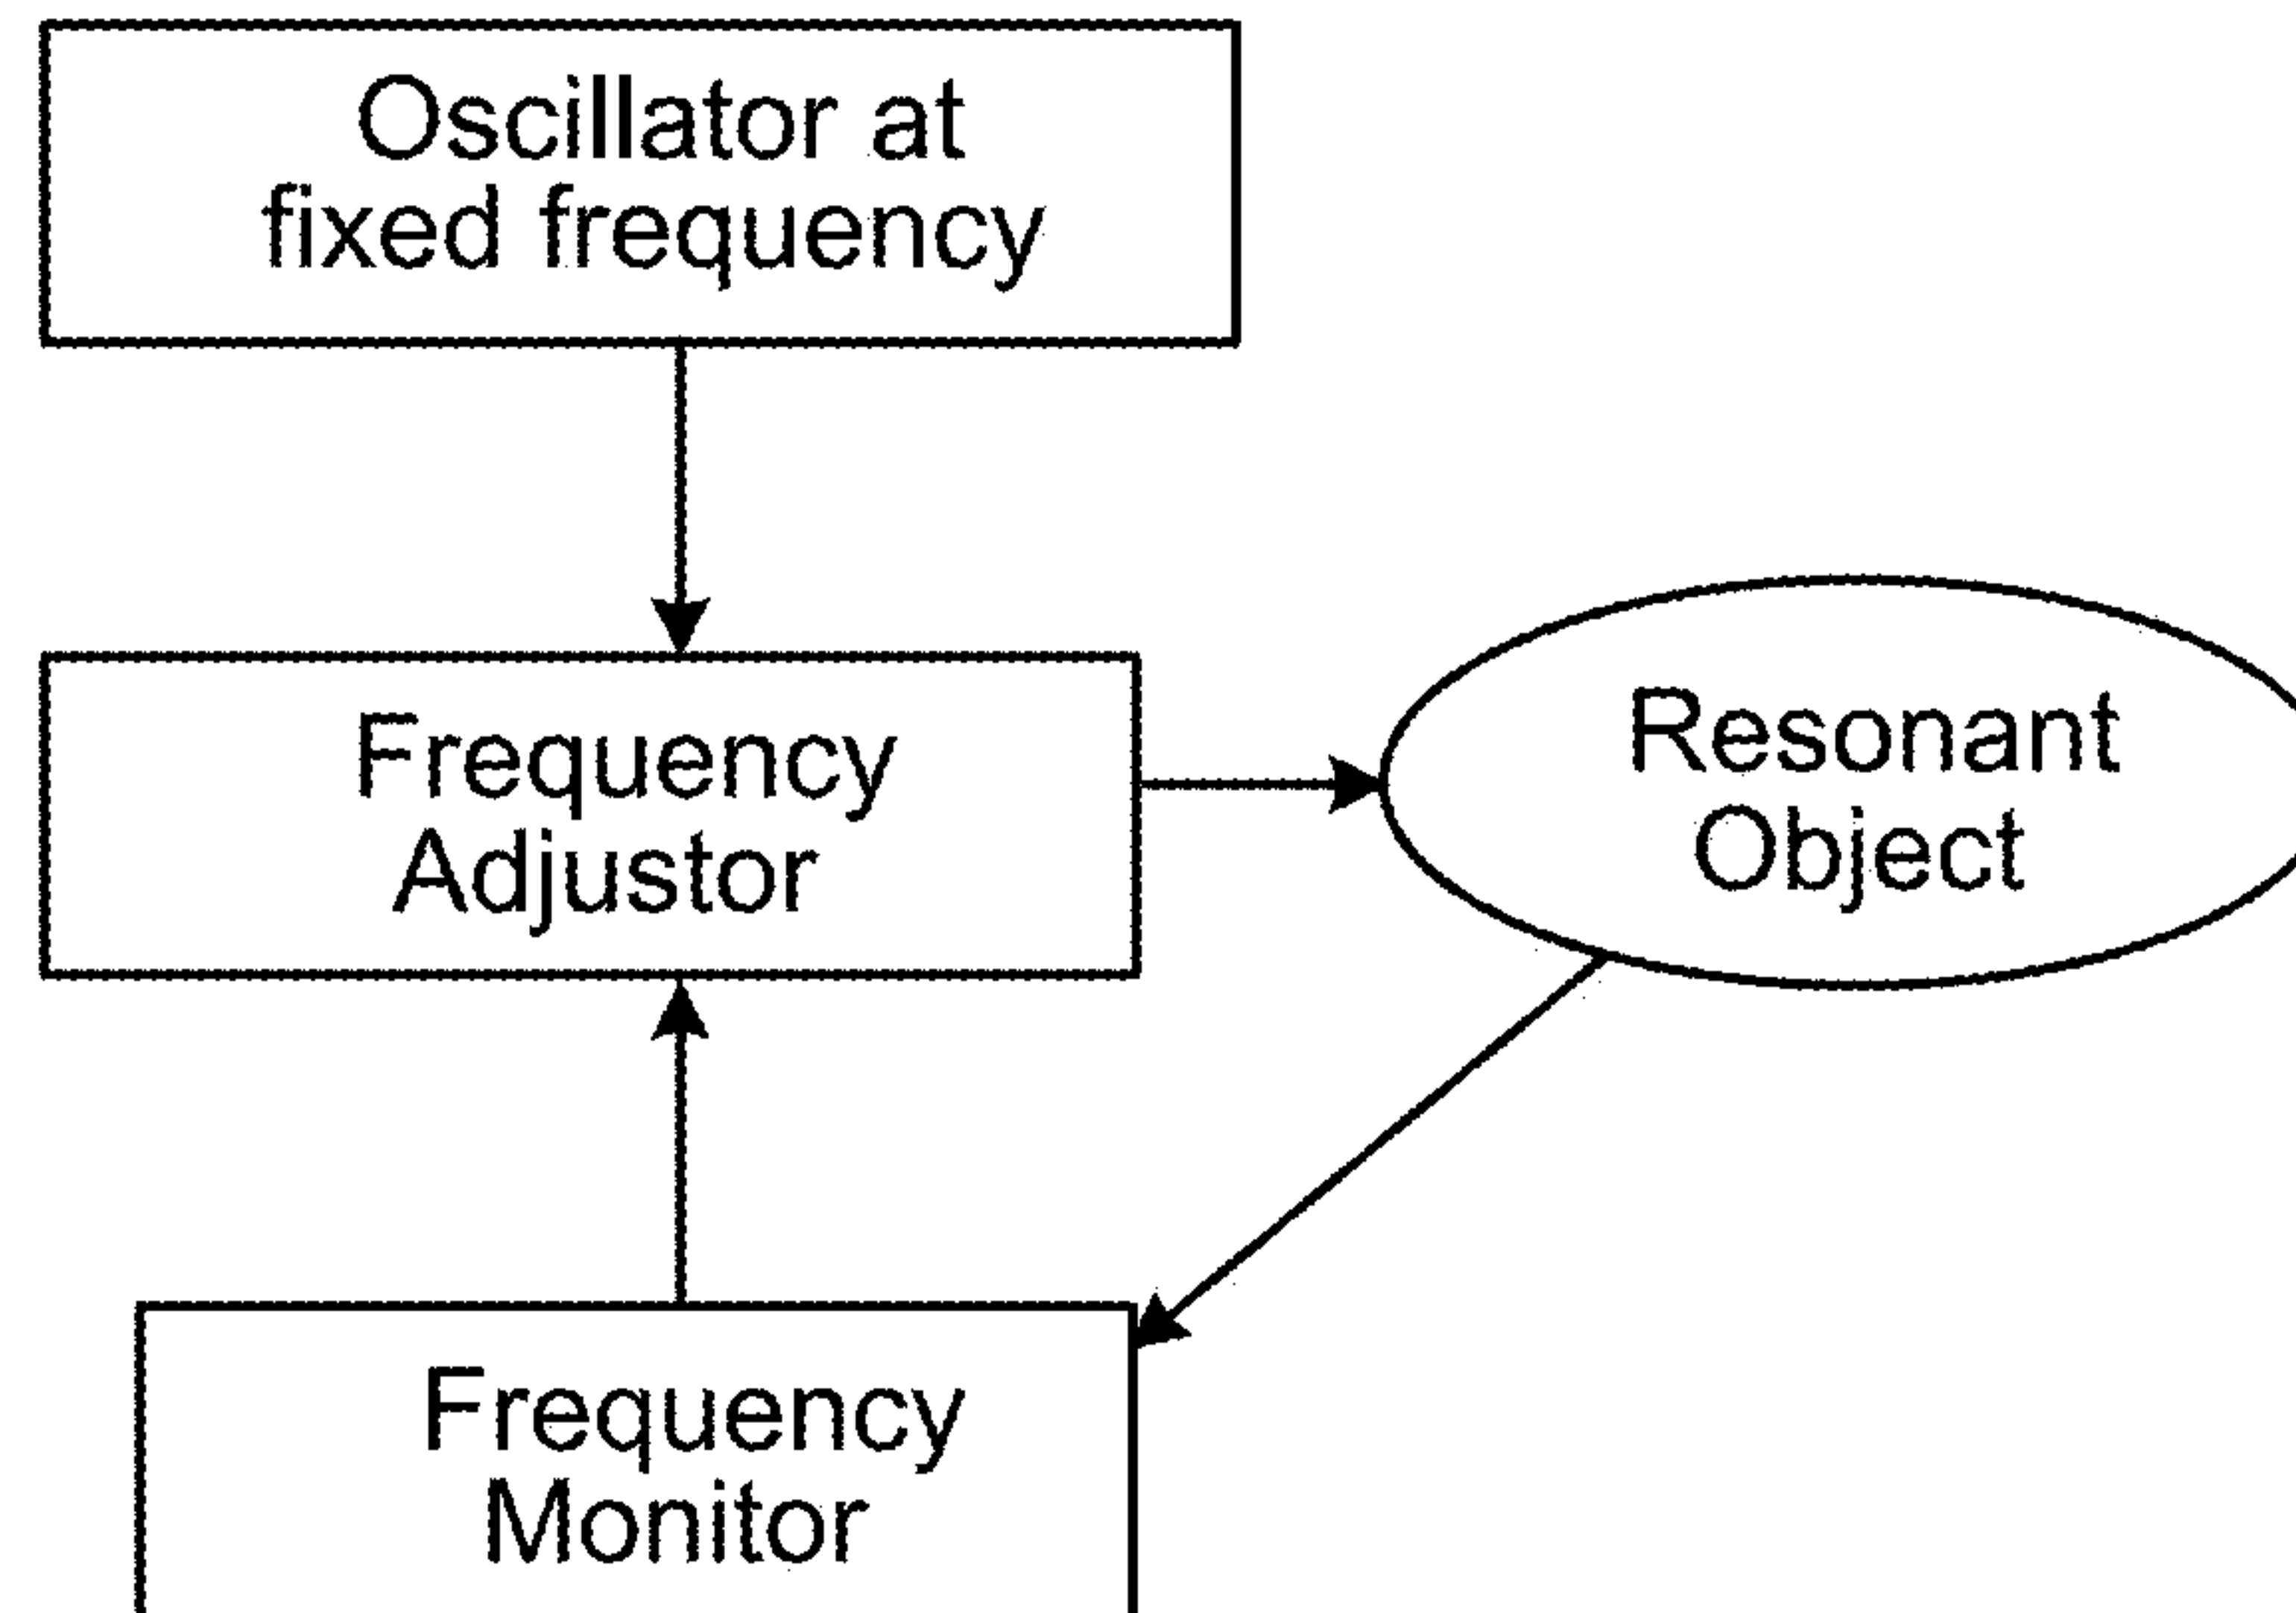 Oscillator at
fixed frequency
Frequency
Adjustor
Resonant
Object
Frequency
Monitor